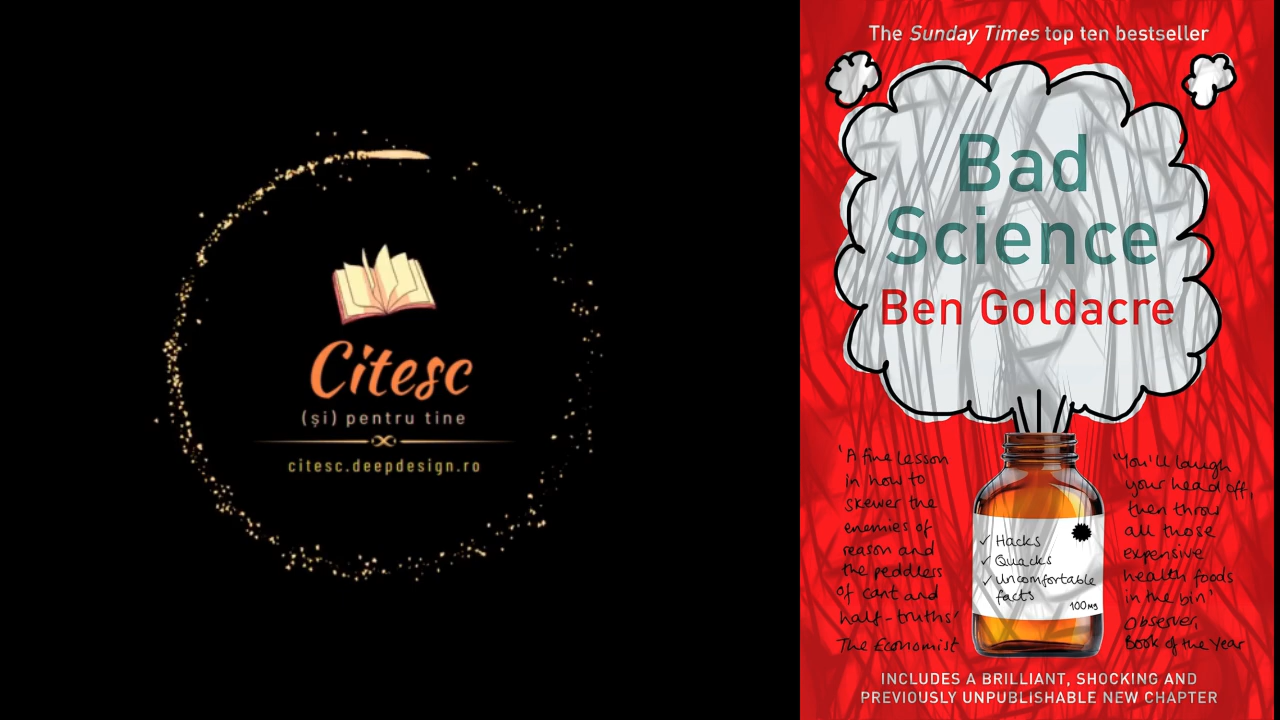 Citesc
(și) pentru tine
citesc.deepdesign.ro
The Sunday Times top ten bestseller
Bad
Science
Ben Goldacre
'A fine lesson
in how to
skewer the
enemies of
reason and
the peddlers
of cant and
half-truths'
The Economist
✓ Hacks
✓ Quacks
✓ Uncomfortable
facts
100mg
'You'll laugh
your head off,
then throw
all those
expensive
health foods
in the bin'
Observer,
Book of the Year
INCLUDES A BRILLIANT, SHOCKING AND
PREVIOUSLY UNPUBLISHABLE NEW CHAPTER